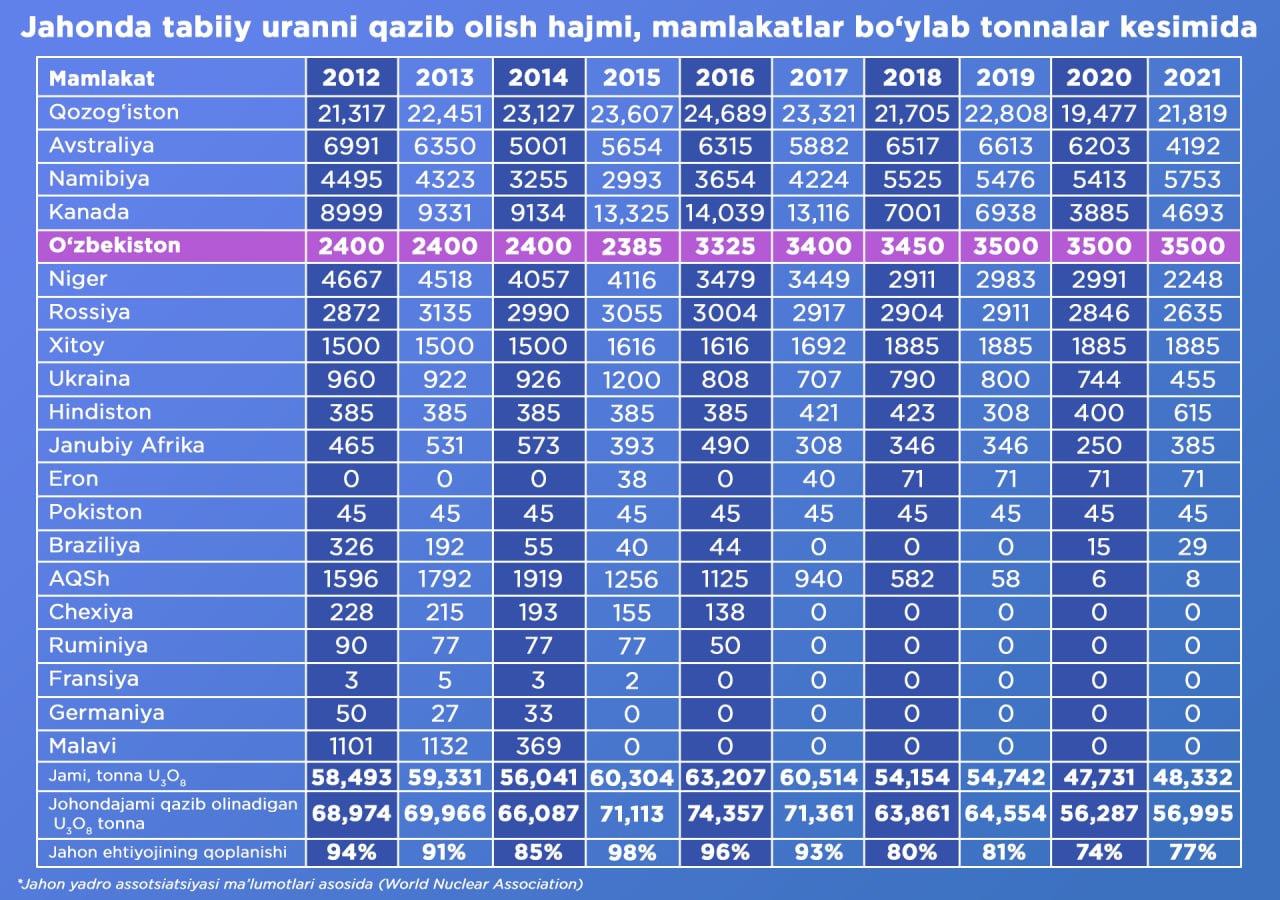 Jahonda tabiiy uranni qazib olish hajmi, mamlakatlar bo‘ylab tonnalar kesimida
Mamlakat 2012 2013 2014 2015 2016 2017 2018 2019 2020 2021
Qozog‘iston 21,317 22,451 23,127 23,607 24,689 23,321 21,705 22,808 19,477 21,819
Avstraliya 6991 6350 5001 5654 6315 5882 6517 6613 6203 4192
Namibiya 4495 4323 3255 2993 3654 4224 5525 5476 5413 5753
Kanada 8999 9331 9134 13,325 14,039 13,116 7001 6938 3885 4693
O‘zbekiston 2400 2400 2400 2385 3325 3400 3450 3500 3500 3500
Niger 4667 4518 4057 4116 3479 3449 2911 2983 2991 2248
Rossiya 2872 3135 2990 3055 3004 2917 2904 2911 2846 2635
Xitoy 1500 1500 1500 1616 1616 1692 1885 1885 1885 1885
Ukraina 960 922 926 1200 808 707 790 800 744 455
Hindiston 385 385 385 385 385 421 423 308 400 615
Janubiy Afrika 465 531 573 393 490 308 346 346 250 385
Eron 0 0 0 38 0 40 71 71 71 71
Pokiston 45 45 45 45 45 45 45 45 45 45
Braziliya 326 192 55 40 44 0 0 0 15 29
AQSh 1596 1792 1919 1256 1125 940 582 58 6 8
Chexiya 228 215 193 155 138 0 0 0 0 0
Ruminiya 90 77 77 77 50 0 0 0 0 0
Fransiya 3 5 3 2 0 0 0 0 0 0
Germaniya 50 27 33 0 0 0 0 0 0 0
Malavi 1101 1132 369 0 0 0 0 0 0 0
Jami, tonna U₃O₈ 58,493 59,331 56,041 60,304 63,207 60,514 54,154 54,742 47,731 48,332
Johondajami qazib olinadigan
U₃O₈ tonna 68,974 69,966 66,087 71,113 74,357 71,361 63,861 64,554 56,287 56,995
Jahon ehtiyojining qoplanishi 94% 91% 85% 98% 96% 93% 80% 81% 74% 77%
*Jahon yadro assotsiatsiyasi ma’lumotlari asosida (World Nuclear Association)